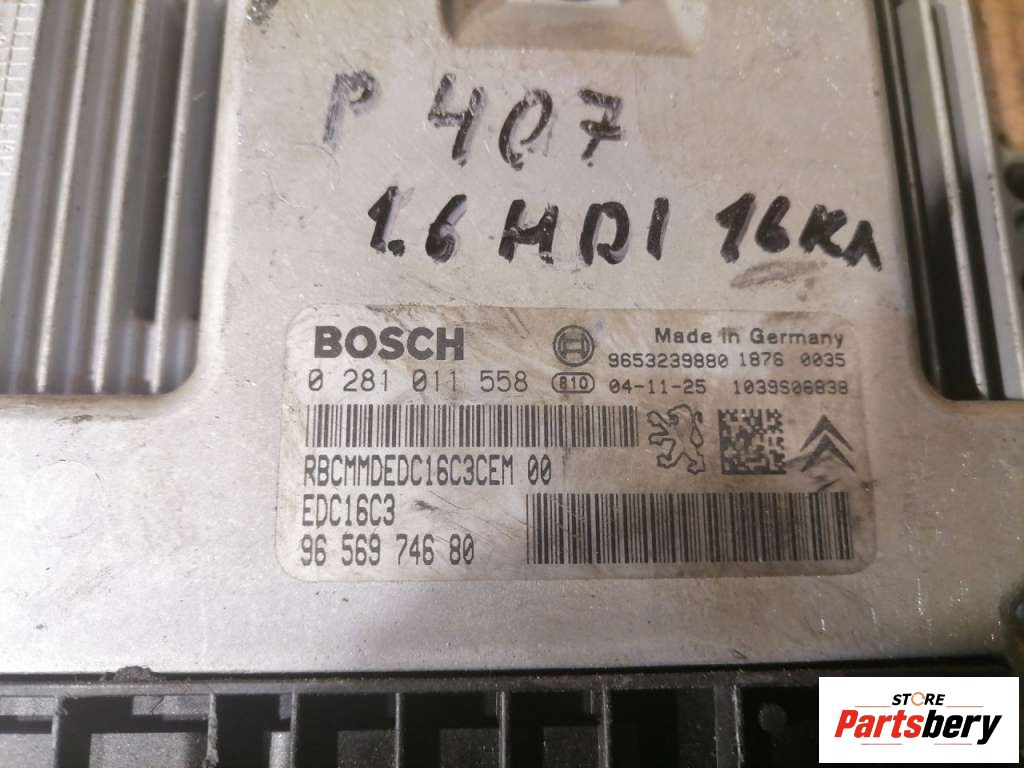 P 407
1.6 HDI 16кл
BOSCH Made in Germany
9653239880 1876 0035
0 281 011 558 810 04-11-25 1039S06838
RBCMMDEDC16C3CEM 00
EDC16C3
96 569 746 80
STORE
Partsbery